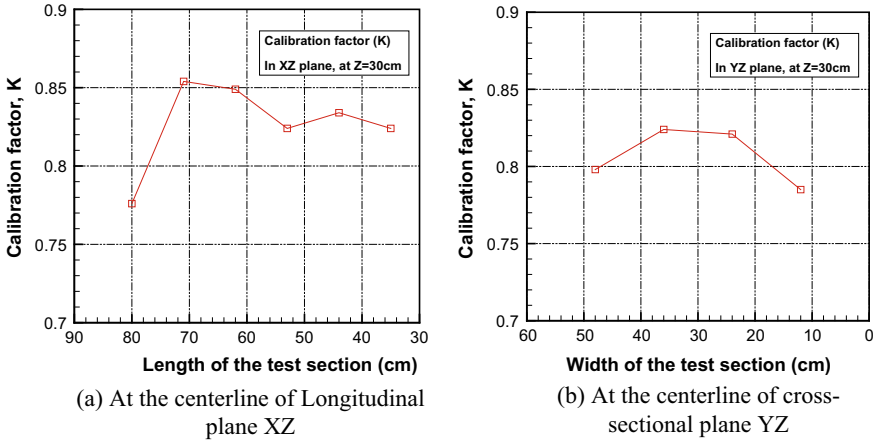 0.9
0.85
0.8
0.75
0.7
Calibration factor, K
Calibration factor (K)
In XZ plane, at Z=30cm
90 80 70 60 50 40 30
Length of the test section (cm)
(a) At the centerline of Longitudinal
plane XZ
0.9
0.85
0.8
0.75
0.7
Calibration factor, K
Calibration factor (K)
In YZ plane, at Z=30cm
60 50 40 30 20 10 0
Width of the test section (cm)
(b) At the centerline of cross-
sectional plane YZ